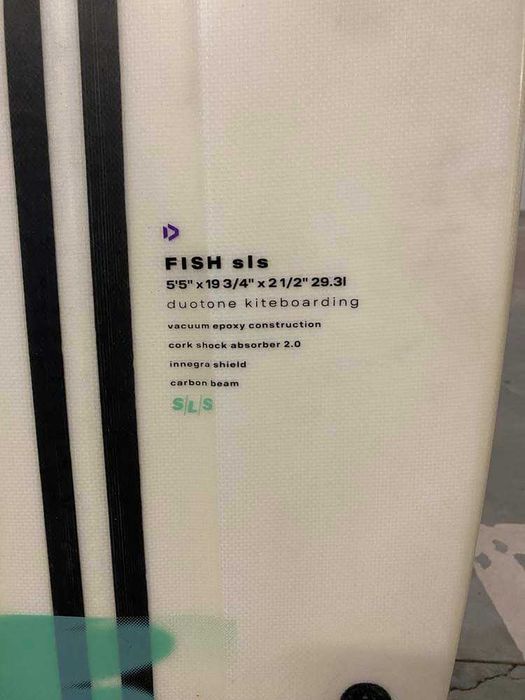 FISH sls
5'5" x 19 3/4" x 2 1/2" 29.3l
duotone kiteboarding
vacuum epoxy construction
cork shock absorber 2.0
innegra shield
carbon beam
S/L/S